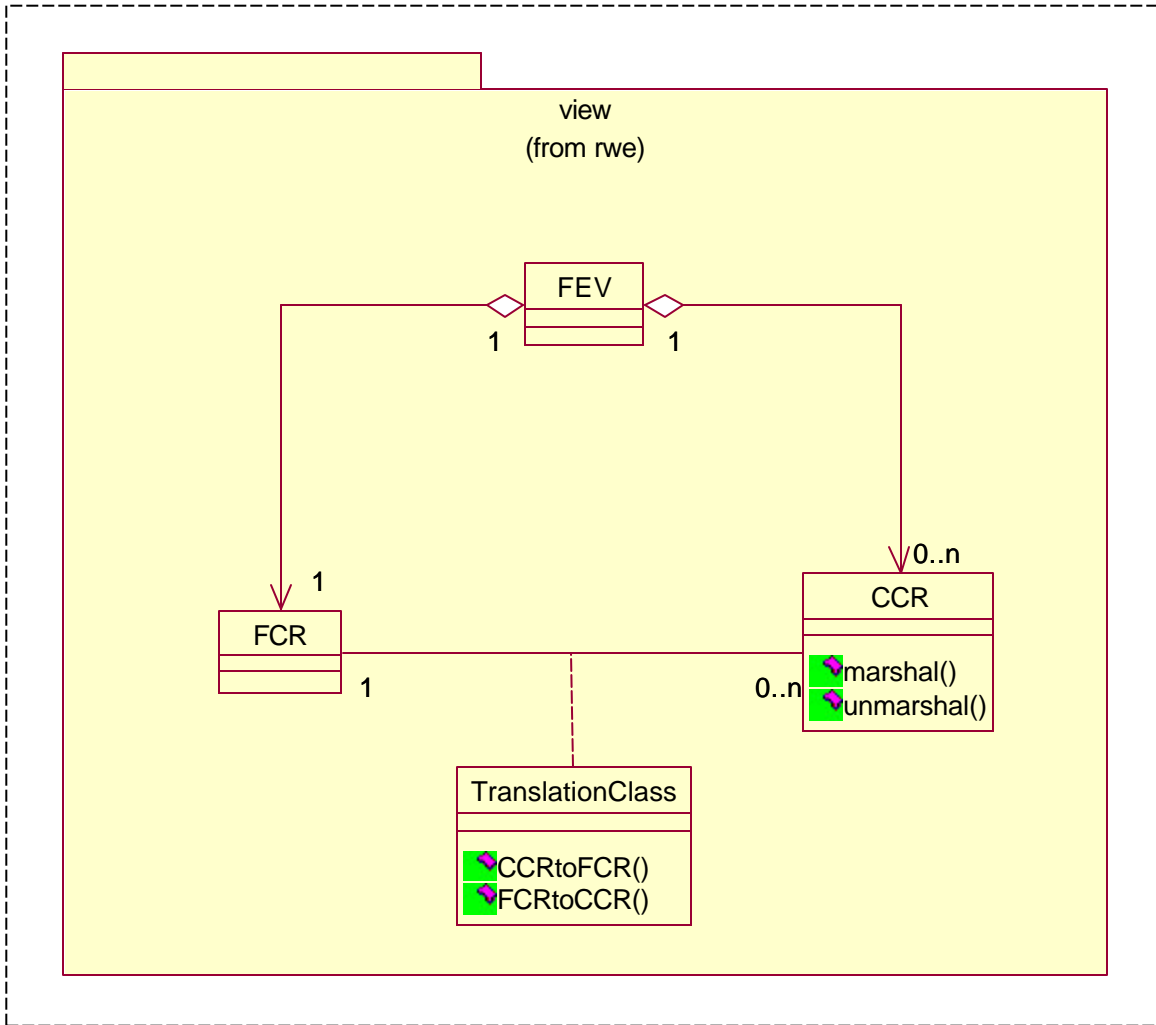 view
(from rwe)
FEV
1
1
0..n
1
CCR
FCR
marshal()
1
0..n
unmarshal()
TranslationClass
CCRtoFCR()
FCRtoCCR()